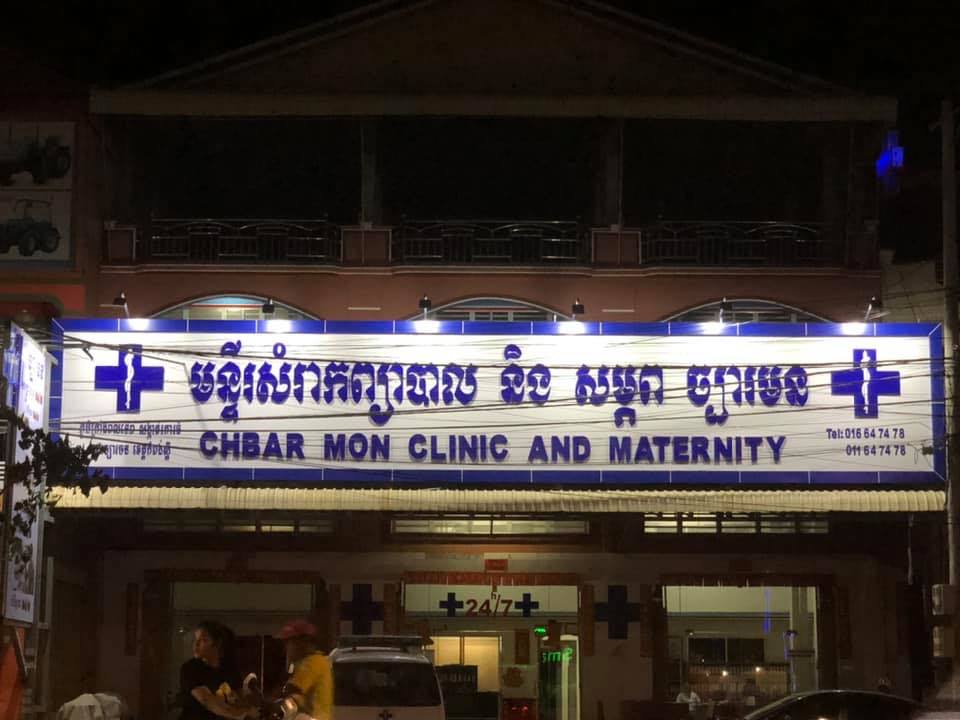 មន្ទីរសំរាកព្យាបាល និង សម្ភព ច្បារមន
CHBAR MON CLINIC AND MATERNITY
Tel: 016 64 74 78
011 64 74 78
24h/7